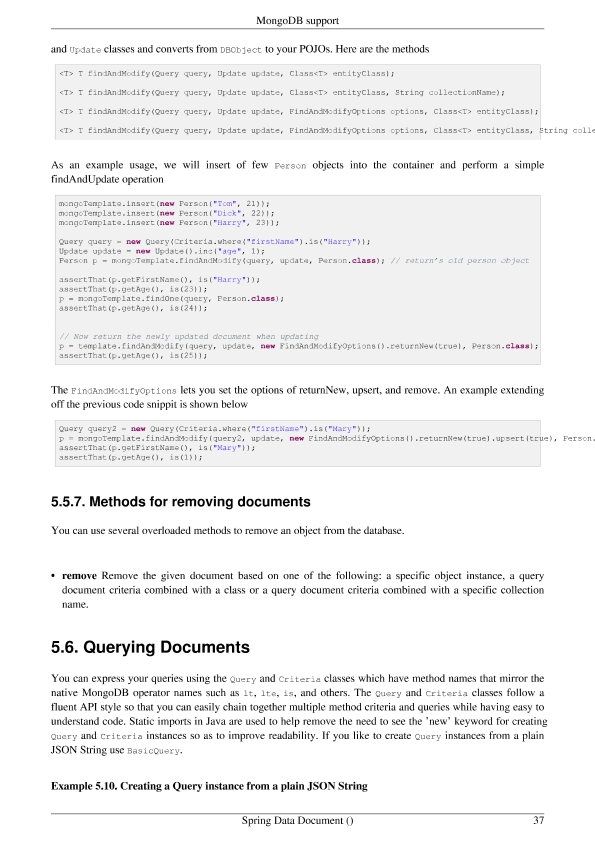 MongoDB support
and Update classes and converts from DBObject to your POJOs. Here are the methods
<T> T findAndModify(Query query, Update update, Class<T> entityClass);
<T> T findAndModify(Query query, Update update, Class<T> entityClass, String collectionName);
<T> T findAndModify(Query query, Update update, FindAndModifyOptions options, Class<T> entityClass);
<T> T findAndModify(Query query, Update update, FindAndModifyOptions options, Class<T> entityClass, String colle
As an example usage, we will insert of few Person objects into the container and perform a simple
findAndUpdate operation
mongoTemplate.insert(new Person("Tom", 21));
mongoTemplate.insert(new Person("Dick", 22));
mongoTemplate.insert(new Person("Harry", 23));
Query query = new Query(Criteria.where("firstName").is("Harry"));
Update update = new Update().inc("age", 1);
Person p = mongoTemplate.findAndModify(query, update, Person.class); // return's old person object
assertThat(p.getFirstName(), is("Harry"));
assertThat(p.getAge(), is(23));
p = mongoTemplate.findOne(query, Person.class);
assertThat(p.getAge(), is(24));
// Now return the newly updated document when updating
p = template.findAndModify(query, update, new FindAndModifyOptions().returnNew(true), Person.class);
assertThat(p.getAge(), is(25));
The FindAndModifyOptions lets you set the options of returnNew, upsert, and remove. An example extending
off the previous code snippit is shown below
Query query2 = new Query(Criteria.where("firstName").is("Mary"));
p = mongoTemplate.findAndModify(query2, update, new FindAndModifyOptions().returnNew(true).upsert(true), Person.
assertThat(p.getFirstName(), is("Mary"));
assertThat(p.getAge(), is(1));
5.5.7. Methods for removing documents
You can use several overloaded methods to remove an object from the database.
• remove Remove the given document based on one of the following: a specific object instance, a query
document criteria combined with a class or a query document criteria combined with a specific collection
name.
5.6. Querying Documents
You can express your queries using the Query and Criteria classes which have method names that mirror the
native MongoDB operator names such as lt, lte, is, and others. The Query and Criteria classes follow a
fluent API style so that you can easily chain together multiple method criteria and queries while having easy to
understand code. Static imports in Java are used to help remove the need to see the 'new' keyword for creating
Query and Criteria instances so as to improve readability. If you like to create Query instances from a plain
JSON String use BasicQuery.
Example 5.10. Creating a Query instance from a plain JSON String
Spring Data Document ()
37